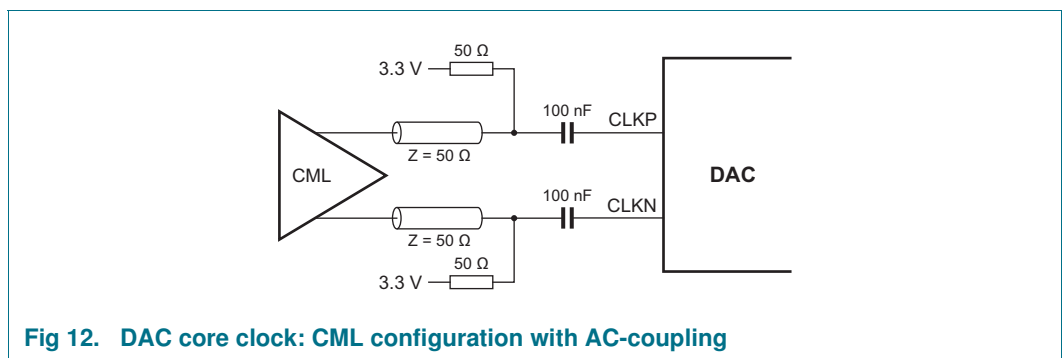 50 Ω
3.3 V
100 nF
CLKP
Z = 50 Ω
CML
DAC
100 nF
CLKN
Z = 50 Ω
50 Ω
3.3 V
Fig 12. DAC core clock: CML configuration with AC-coupling